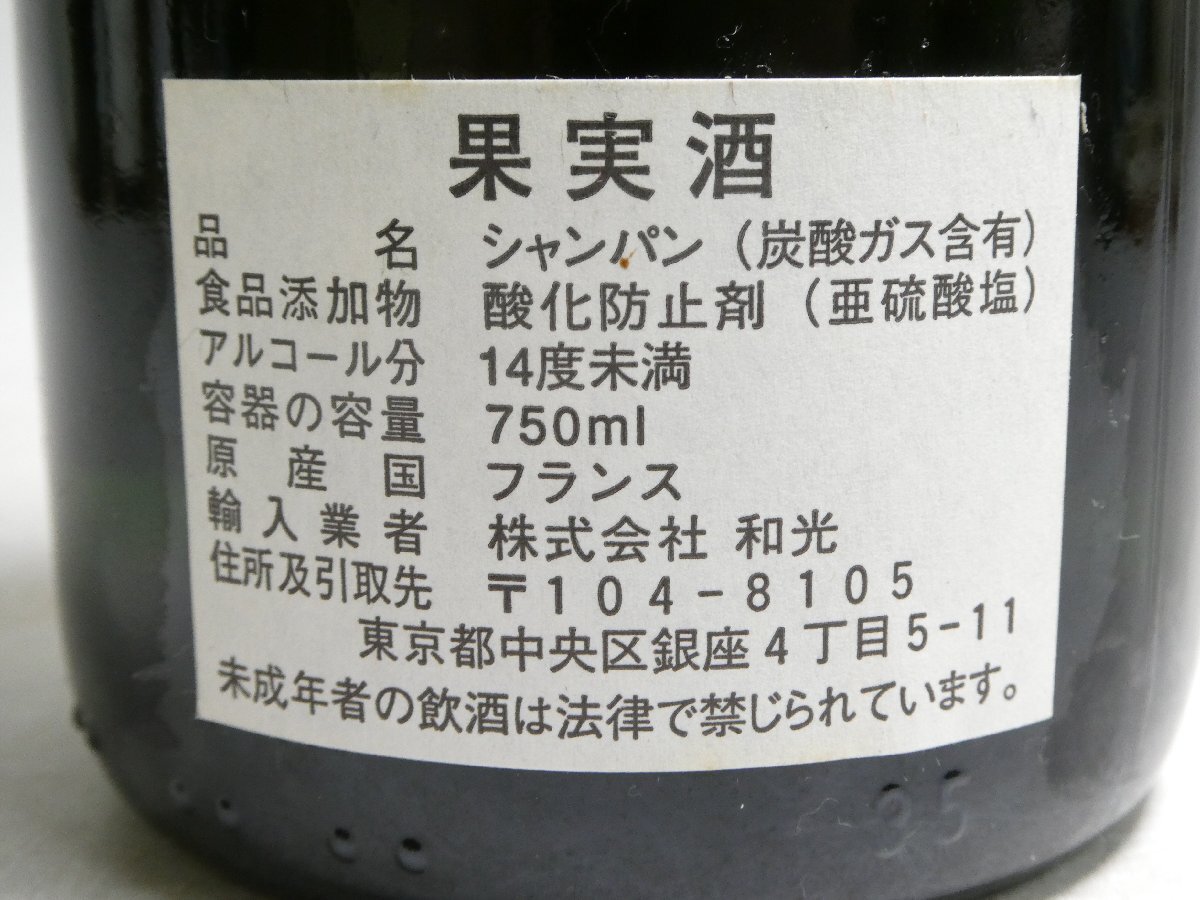 果実酒
品名 シャンパン（炭酸ガス含有）
食品添加物 酸化防止剤（亜硫酸塩）
アルコール分 14度未満
容器の容量 750ml
原産国 フランス
輸入業者 株式会社 和光
住所及引取先 〒104-8105
東京都中央区銀座4丁目5-11
未成年者の飲酒は法律で禁じられています。